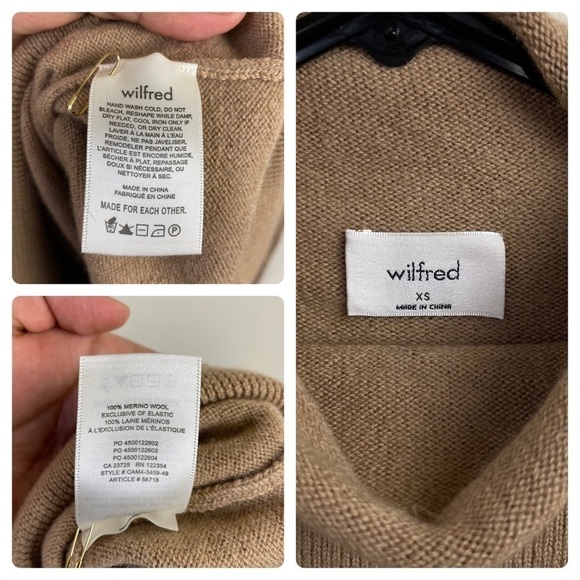 wilfred
HAND WASH COLD, DO NOT
BLEACH, RESHAPE WHILE DAMP,
DRY FLAT, COOL IRON ONLY IF
NEEDED, OR DRY CLEAN.
LAVER À LA MAIN À L'EAU
FROIDE, NE PAS JAVELISER,
REMODELER PENDANT QUE
L'ARTICLE EST ENCORE HUMIDE,
SÉCHER À PLAT, REPASSAGE
DOUX SI NÉCESSAIRE, OU
NETTOYER À SEC.
MADE IN CHINA
FABRIQUÉ EN CHINE
MADE FOR EACH OTHER.
P
100% MERINO WOOL
EXCLUSIVE OF ELASTIC
100% LAINE MÉRINOS
À L'EXCLUSION DE L'ÉLASTIQUE
PO 4500122602
PO 4500122603
PO 4500122604
CA 23728 RN 122354
STYLE # CAM4-3459-49
ARTICLE # 56718
wilfred
XS
MADE IN CHINA